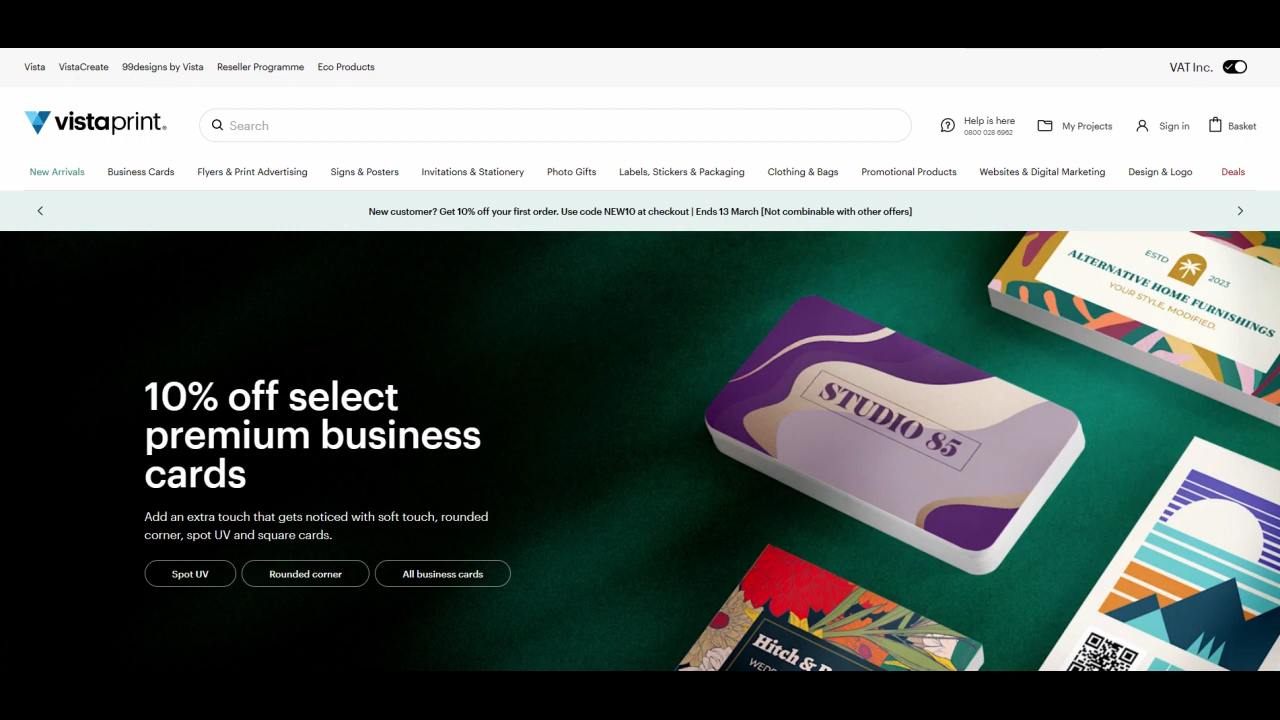 Vista VistaCreate 99designs by Vista Reseller Programme Eco Products VAT Inc.
vistaprint®
Search
Help is here
0800 028 6962
My Projects Sign in Basket
New Arrivals Business Cards Flyers & Print Advertising Signs & Posters Invitations & Stationery Photo Gifts Labels, Stickers & Packaging Clothing & Bags Promotional Products Websites & Digital Marketing Design & Logo Deals
New customer? Get 10% off your first order. Use code NEW10 at checkout | Ends 13 March [Not combinable with other offers]
10% off select
premium business
cards
Add an extra touch that gets noticed with soft touch, rounded
corner, spot UV and square cards.
Spot UV Rounded corner All business cards
ESTD 2023
ALTERNATIVE HOME FURNISHINGS
YOUR STYLE, MODIFIED.
STUDIO 85
Hitch &